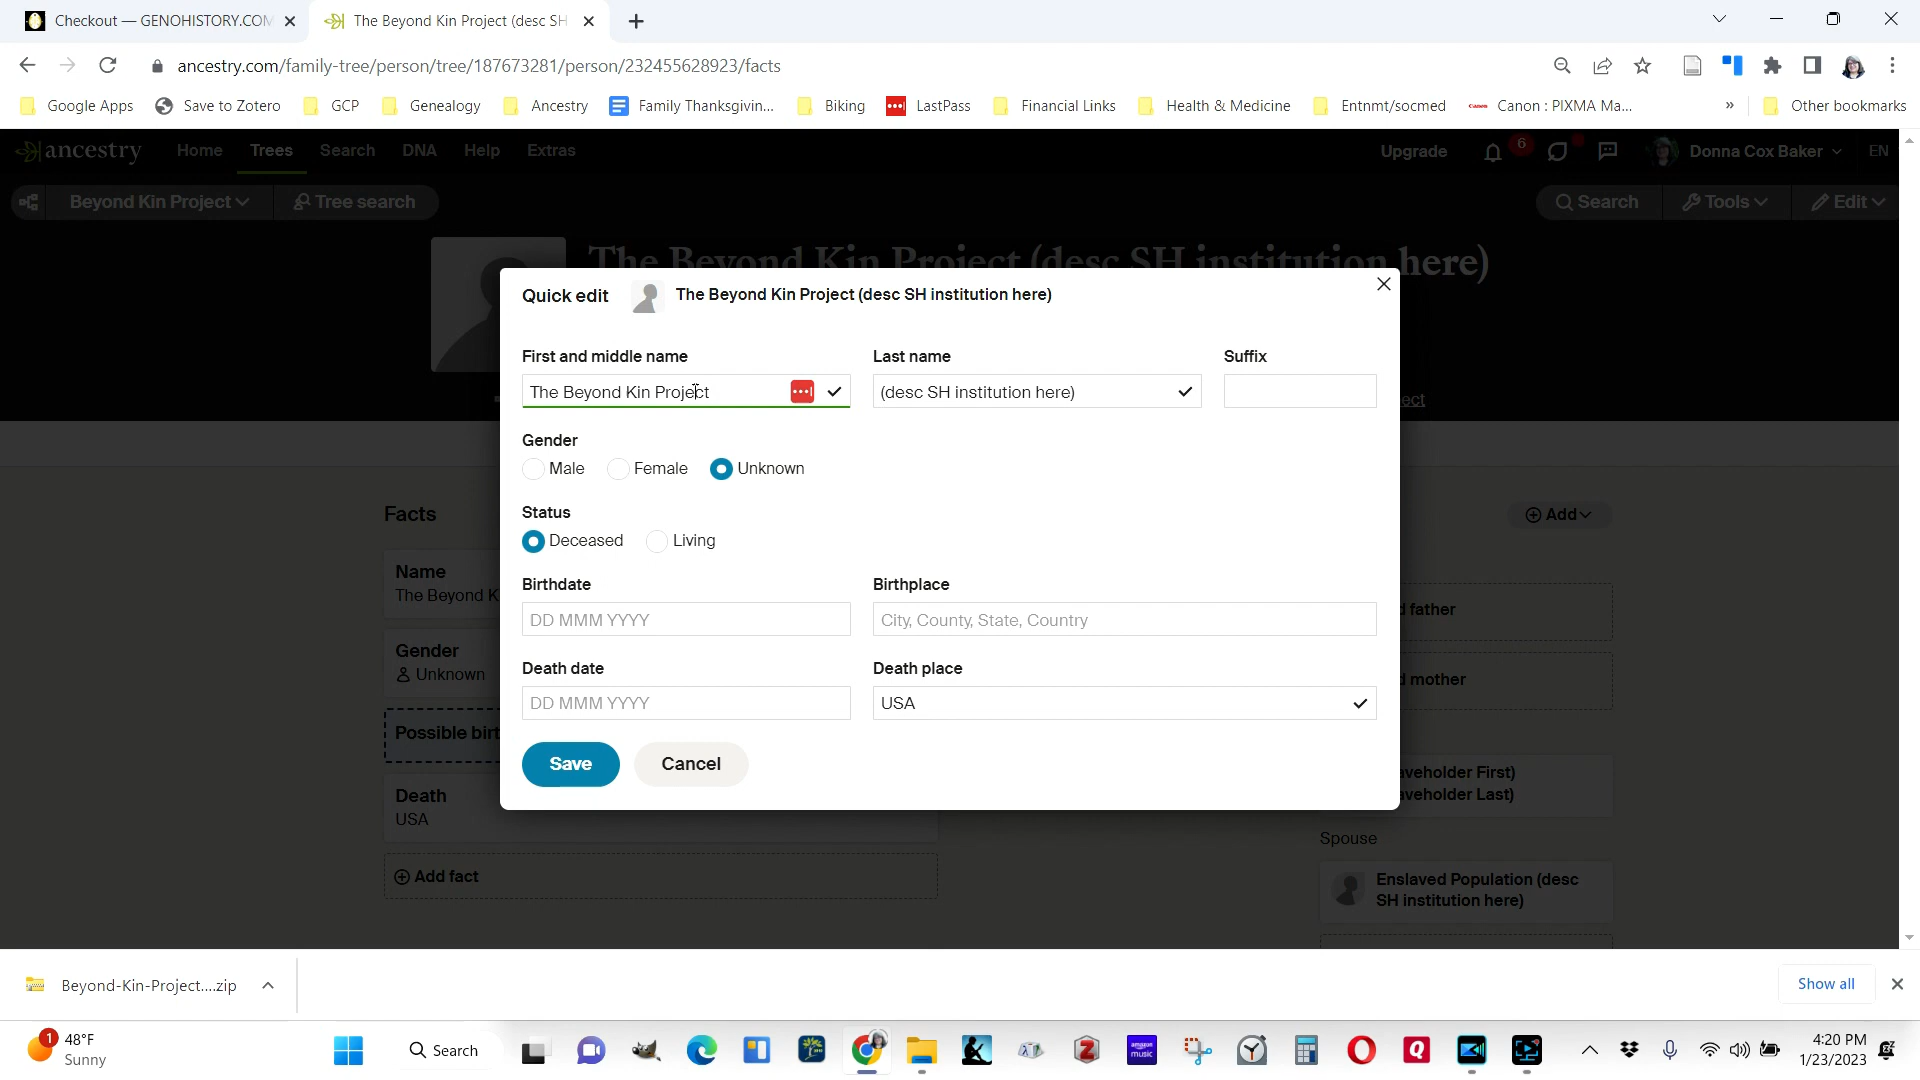 Checkout — GENOHISTORY.COM
The Beyond Kin Project (desc SH
ancestry.com/family-tree/person/tree/187673281/person/232455628923/facts
Google Apps
Save to Zotero
GCP
Genealogy
Ancestry
Family Thanksgivin...
Biking
LastPass
Financial Links
Health & Medicine
Entnmt/socmed
Canon : PIXMA Ma...
»
Other bookmarks
ancestry
Home
Trees
Search
DNA
Help
Extras
Upgrade
6
Donna Cox Baker
EN
Beyond Kin Project
Tree search
Search
Tools
Edit
The Beyond Kin Project (desc SH institution here)
Quick edit
The Beyond Kin Project (desc SH institution here)
First and middle name
Last name
Suffix
The Beyond Kin Project
(desc SH institution here)
ect
Gender
Male
Female
Unknown
Status
Deceased
Living
Birthdate
Birthplace
DD MMM YYYY
City, County, State, Country
Death date
Death place
DD MMM YYYY
USA
Save
Cancel
Facts
Add
Name
The Beyond K
Gender
Unknown
Possible birt
Death
USA
Add fact
d father
d mother
aveholder First)
aveholder Last)
Spouse
Enslaved Population (desc
SH institution here)
Beyond-Kin-Project....zip
Show all
1
48°F
Sunny
Search
amazon
music
4:20 PM
1/23/2023